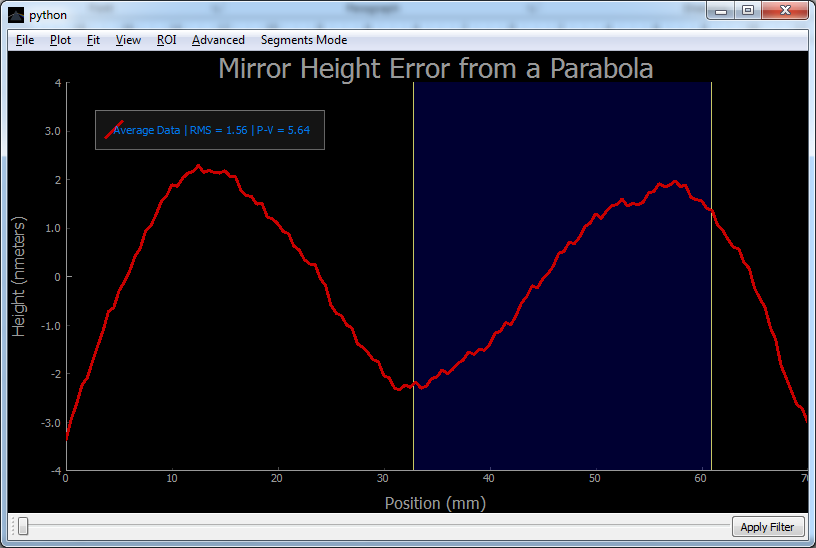 python
File Plot Fit View ROI Advanced Segments Mode
Mirror Height Error from a Parabola
4
3.0
2
1.0
0
-1.0
-2
-3.0
-4
Average Data | RMS = 1.56 | P-V = 5.64
Height (nmeters)
0 10 20 30 40 50 60
Position (mm)
Apply Filter